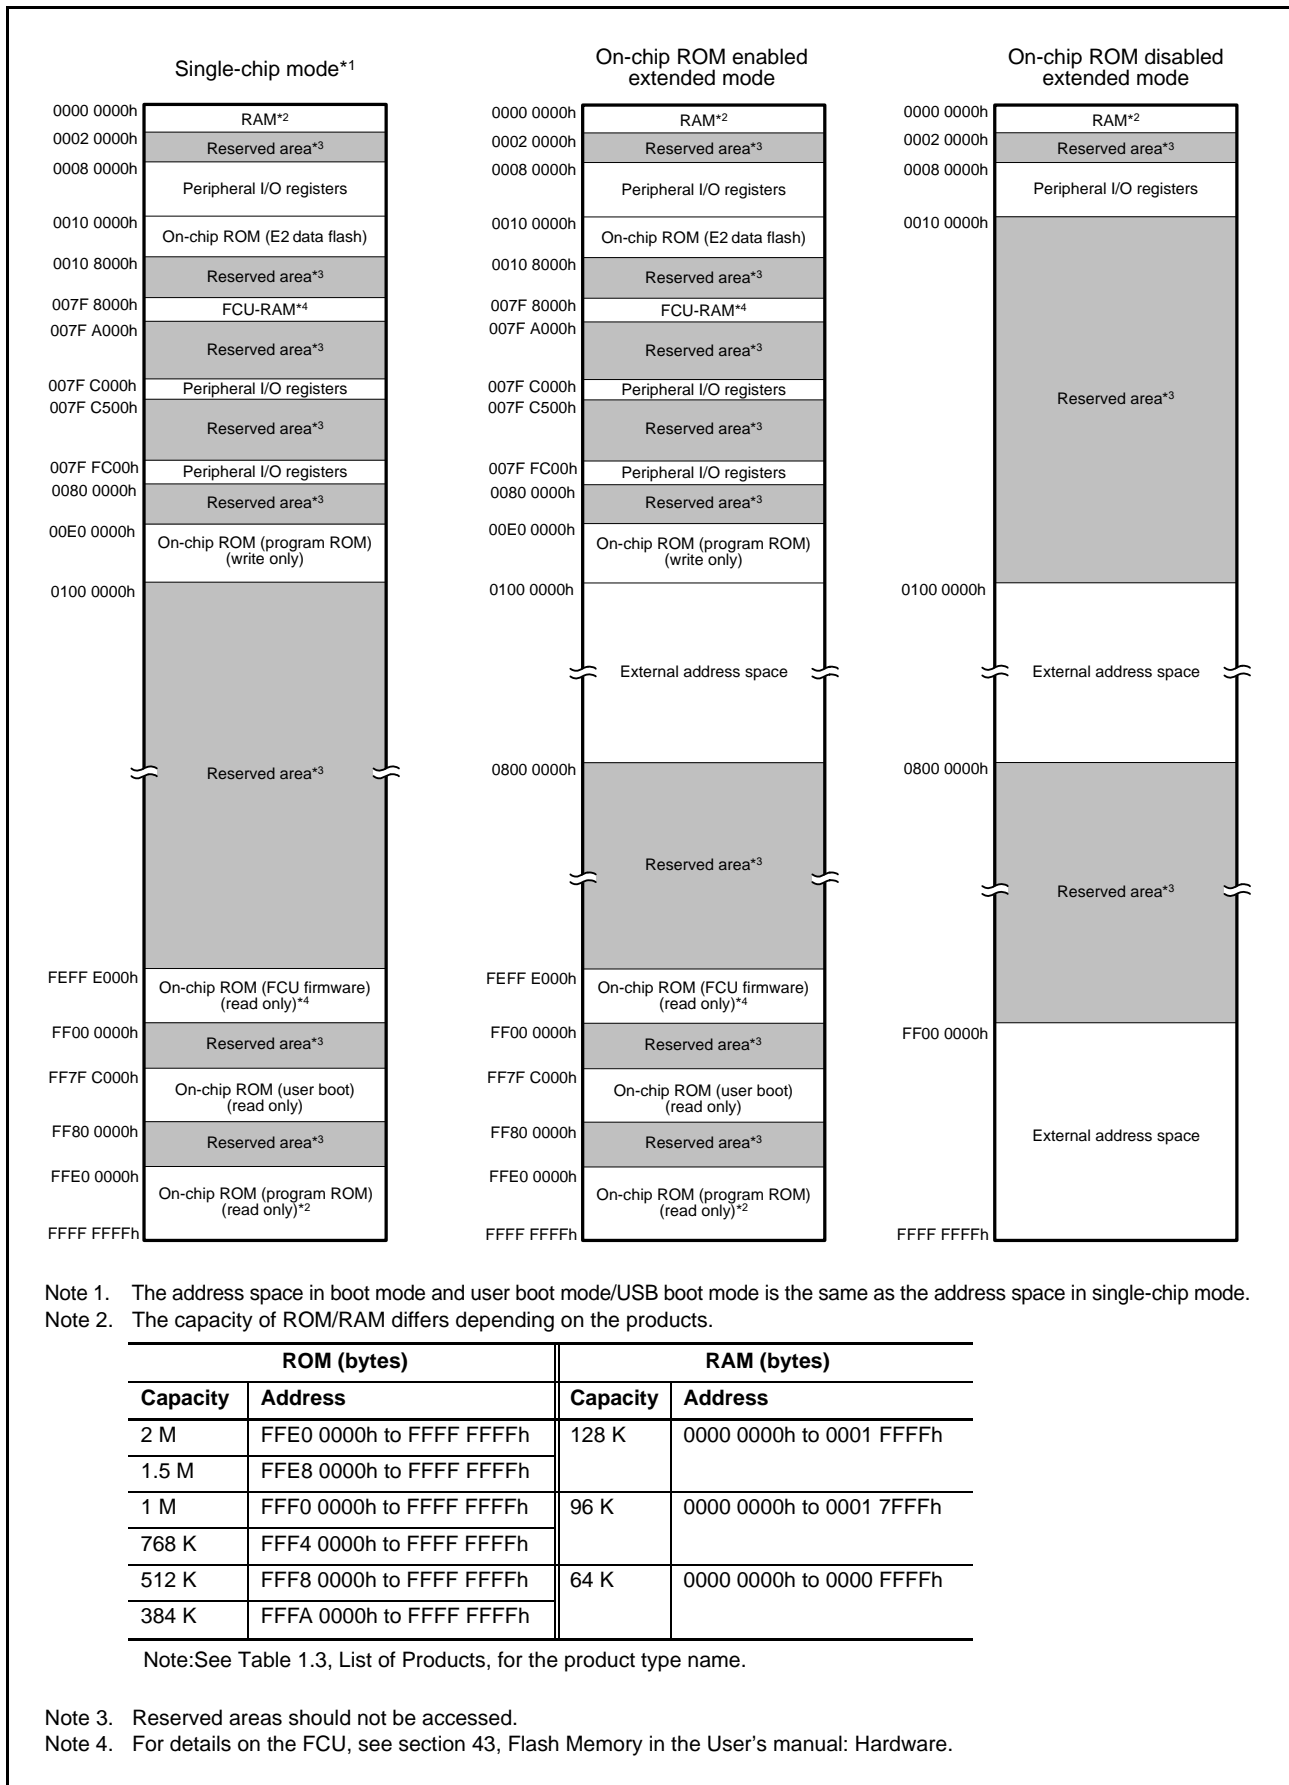 Single-chip mode*1
0000 0000h
RAM*2
0002 0000h
Reserved area*3
0008 0000h
Peripheral I/O registers
0010 0000h
On-chip ROM (E2 data flash)
0010 8000h
Reserved area*3
007F 8000h
FCU-RAM*4
007F A000h
Reserved area*3
007F C000h
Peripheral I/O registers
007F C500h
Reserved area*3
007F FC00h
Peripheral I/O registers
0080 0000h
Reserved area*3
00E0 0000h
On-chip ROM (program ROM)
(write only)
0100 0000h
Reserved area*3
FEFF E000h
On-chip ROM (FCU firmware)
(read only)*4
FF00 0000h
Reserved area*3
FF7F C000h
On-chip ROM (user boot)
(read only)
FF80 0000h
Reserved area*3
FFE0 0000h
On-chip ROM (program ROM)
(read only)*2
FFFF FFFFh
On-chip ROM enabled
extended mode
0000 0000h
RAM*2
0002 0000h
Reserved area*3
0008 0000h
Peripheral I/O registers
0010 0000h
On-chip ROM (E2 data flash)
0010 8000h
Reserved area*3
007F 8000h
FCU-RAM*4
007F A000h
Reserved area*3
007F C000h
Peripheral I/O registers
007F C500h
Reserved area*3
007F FC00h
Peripheral I/O registers
0080 0000h
Reserved area*3
00E0 0000h
On-chip ROM (program ROM)
(write only)
0100 0000h
External address space
0800 0000h
Reserved area*3
FEFF E000h
On-chip ROM (FCU firmware)
(read only)*4
FF00 0000h
Reserved area*3
FF7F C000h
On-chip ROM (user boot)
(read only)
FF80 0000h
Reserved area*3
FFE0 0000h
On-chip ROM (program ROM)
(read only)*2
FFFF FFFFh
On-chip ROM disabled
extended mode
0000 0000h
RAM*2
0002 0000h
Reserved area*3
0008 0000h
Peripheral I/O registers
0010 0000h
Reserved area*3
0100 0000h
External address space
0800 0000h
Reserved area*3
FF00 0000h
External address space
FFFF FFFFh
Note 1. The address space in boot mode and user boot mode/USB boot mode is the same as the address space in single-chip mode.
Note 2. The capacity of ROM/RAM differs depending on the products.
ROM (bytes) RAM (bytes)
Capacity Address Capacity Address
2 M FFE0 0000h to FFFF FFFFh 128 K 0000 0000h to 0001 FFFFh
1.5 M FFE8 0000h to FFFF FFFFh
1 M FFF0 0000h to FFFF FFFFh 96 K 0000 0000h to 0001 7FFFh
768 K FFF4 0000h to FFFF FFFFh
512 K FFF8 0000h to FFFF FFFFh 64 K 0000 0000h to 0000 FFFFh
384 K FFFA 0000h to FFFF FFFFh
Note:See Table 1.3, List of Products, for the product type name.
Note 3. Reserved areas should not be accessed.
Note 4. For details on the FCU, see section 43, Flash Memory in the User's manual: Hardware.